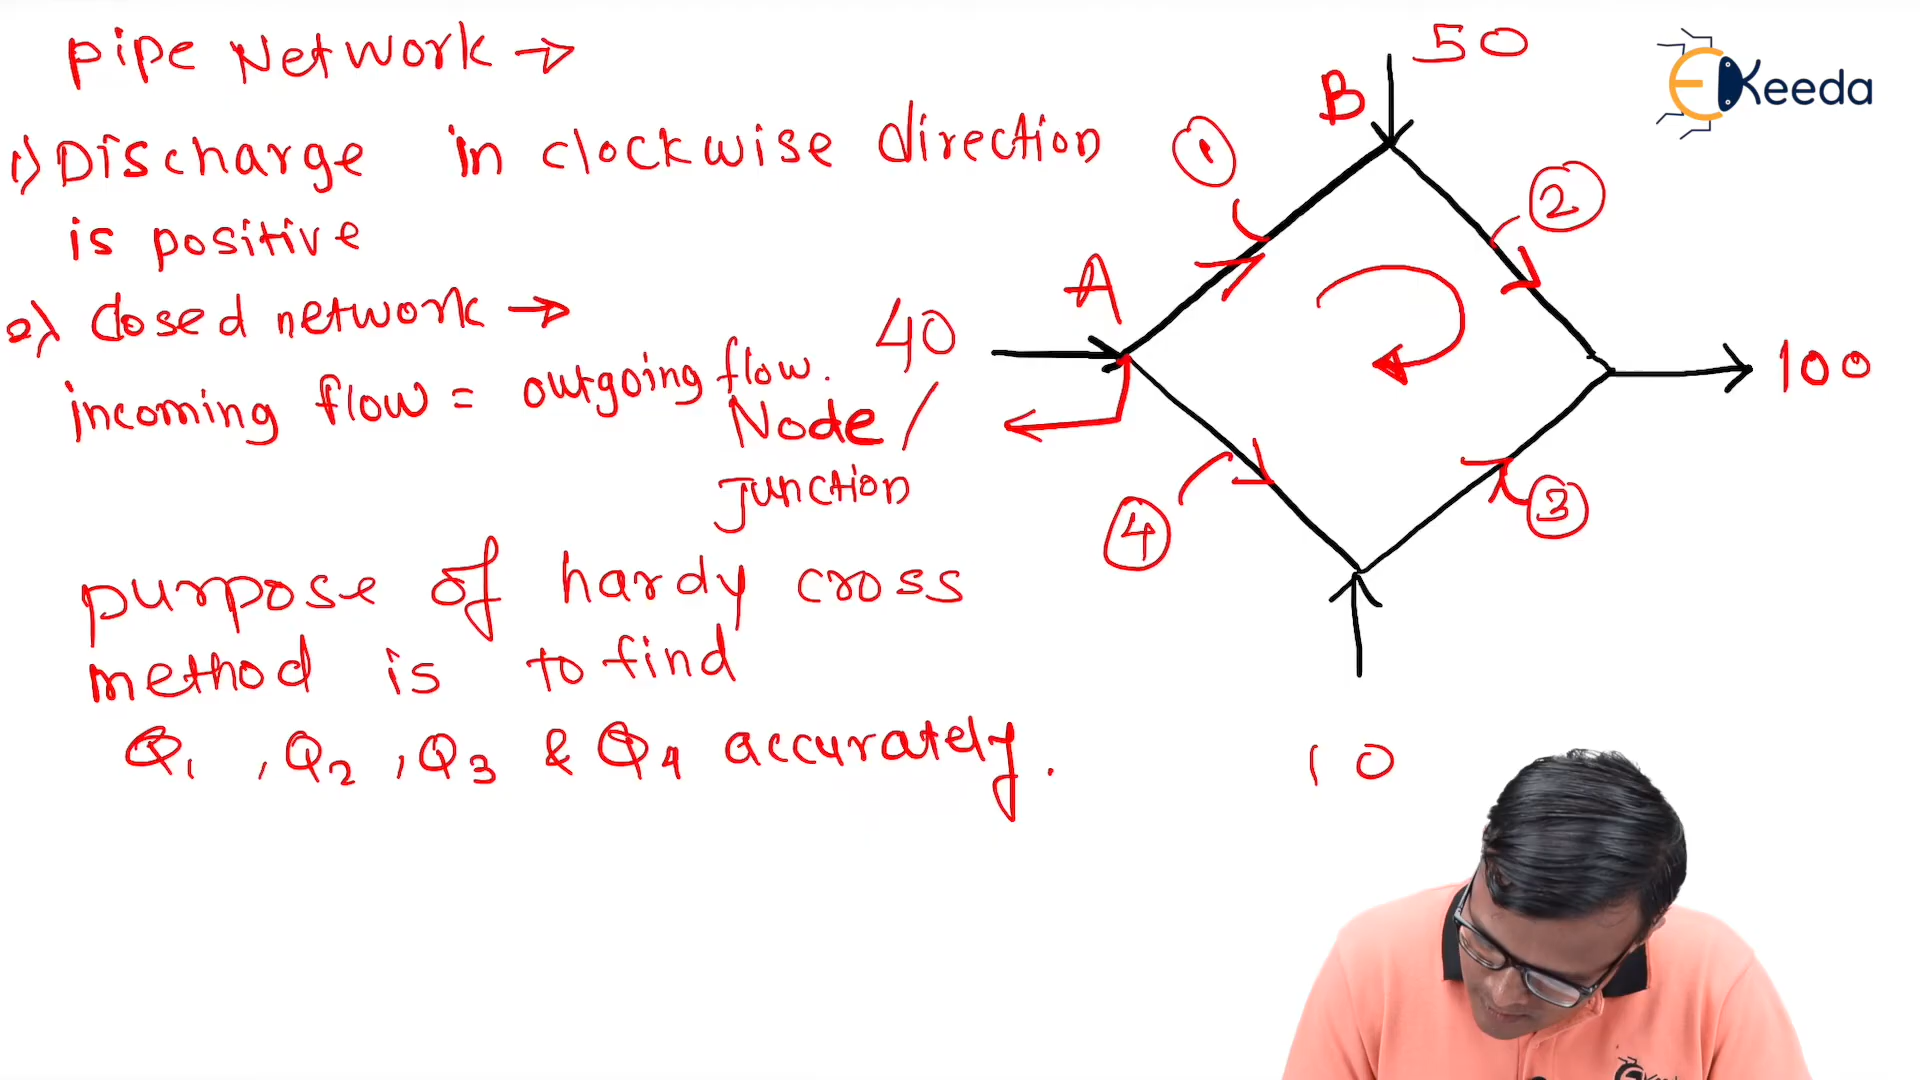 Pipe Network →
1) Discharge in clockwise direction
is positive
2) Closed network →
incoming flow = outgoing flow.
Node /
Junction
purpose of hardy cross
method is to find
Q1 , Q2 , Q3 & Q4 accurately.
50
B
1
2
A
40
100
4
3
10
EKeeda